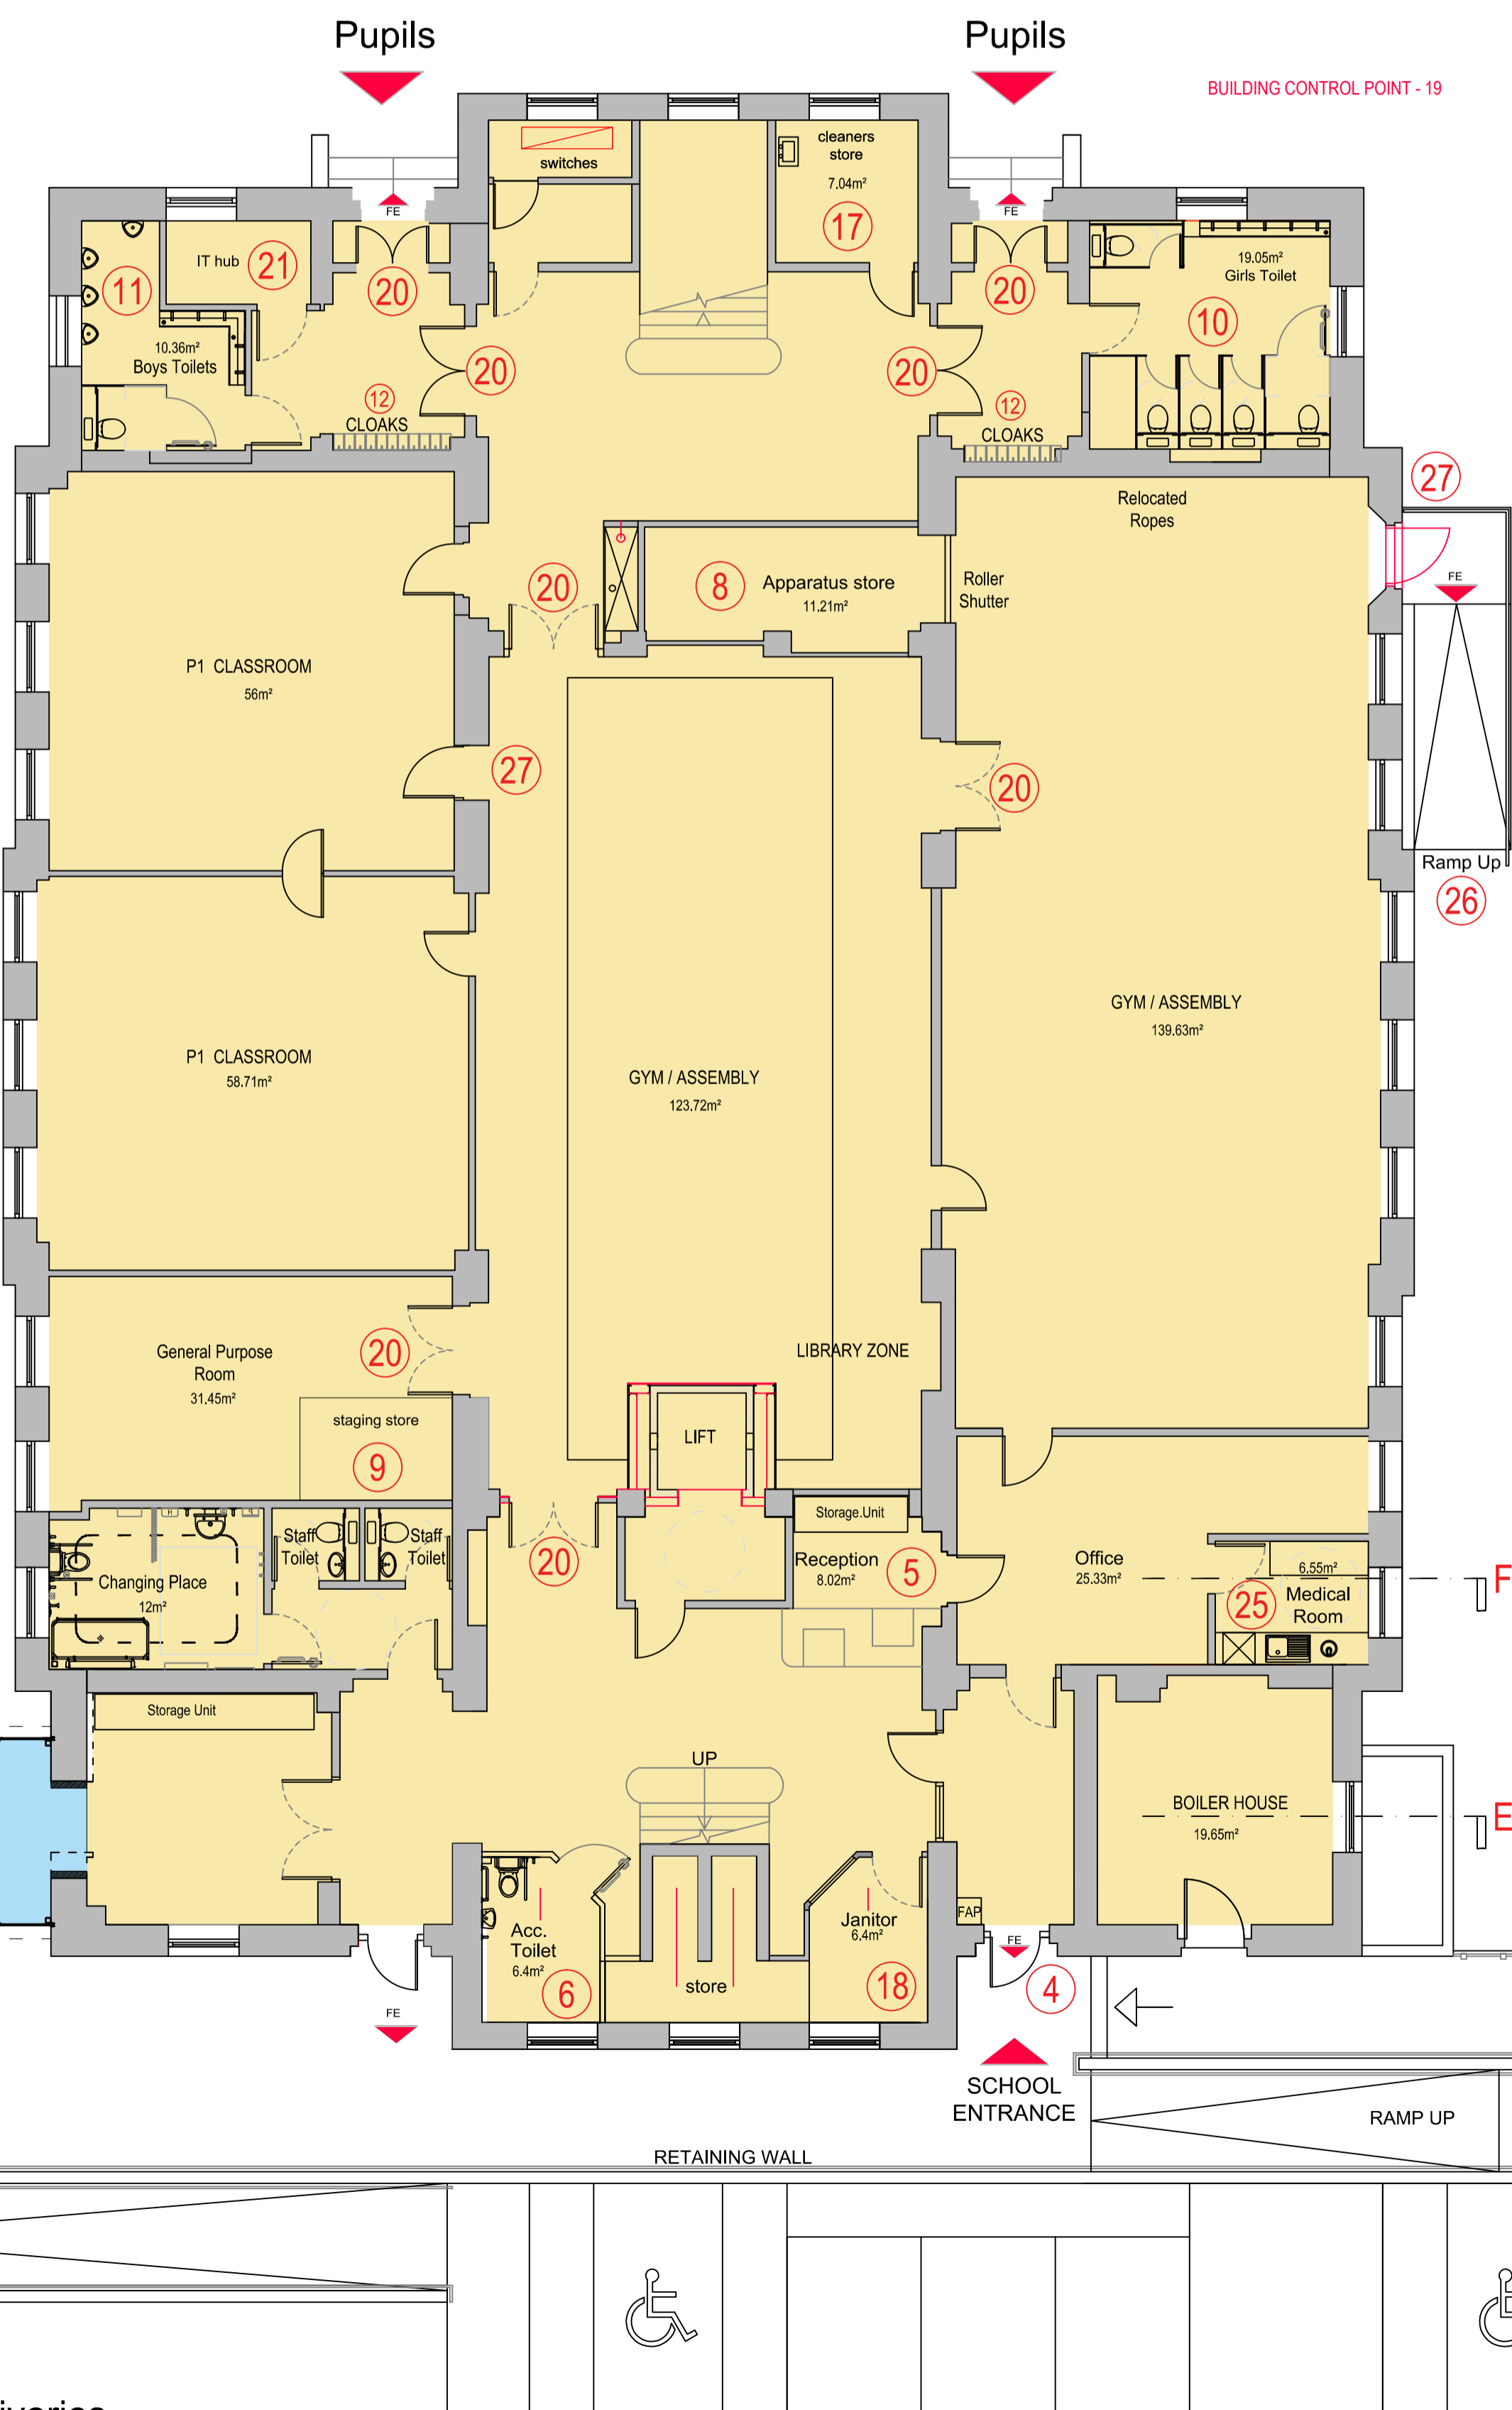 Pupils
Pupils
BUILDING CONTROL POINT - 19
switches
cleaners
store
7.04m²
17
FE
FE
IT hub
21
11
20
20
19.05m²
Girls Toilet
10
10.36m²
Boys Toilets
20
20
12
CLOAKS
12
CLOAKS
27
Relocated
Ropes
FE
20
8
Apparatus store
11.21m²
Roller
Shutter
P1 CLASSROOM
56m²
27
20
Ramp Up
26
GYM / ASSEMBLY
139.63m²
P1 CLASSROOM
58.71m²
GYM / ASSEMBLY
123.72m²
General Purpose
Room
31.45m²
20
LIBRARY ZONE
staging store
9
LIFT
Storage.Unit
Staff
Toilet
Staff
Toilet
20
Reception
8.02m²
5
Office
25.33m²
6.55m²
Medical
Room
25
F
Changing Place
12m²
Storage Unit
UP
BOILER HOUSE
19.65m²
E
Acc.
Toilet
6.4m²
6
store
Janitor
6.4m²
18
FAP
FE
4
FE
SCHOOL
ENTRANCE
RAMP UP
RETAINING WALL